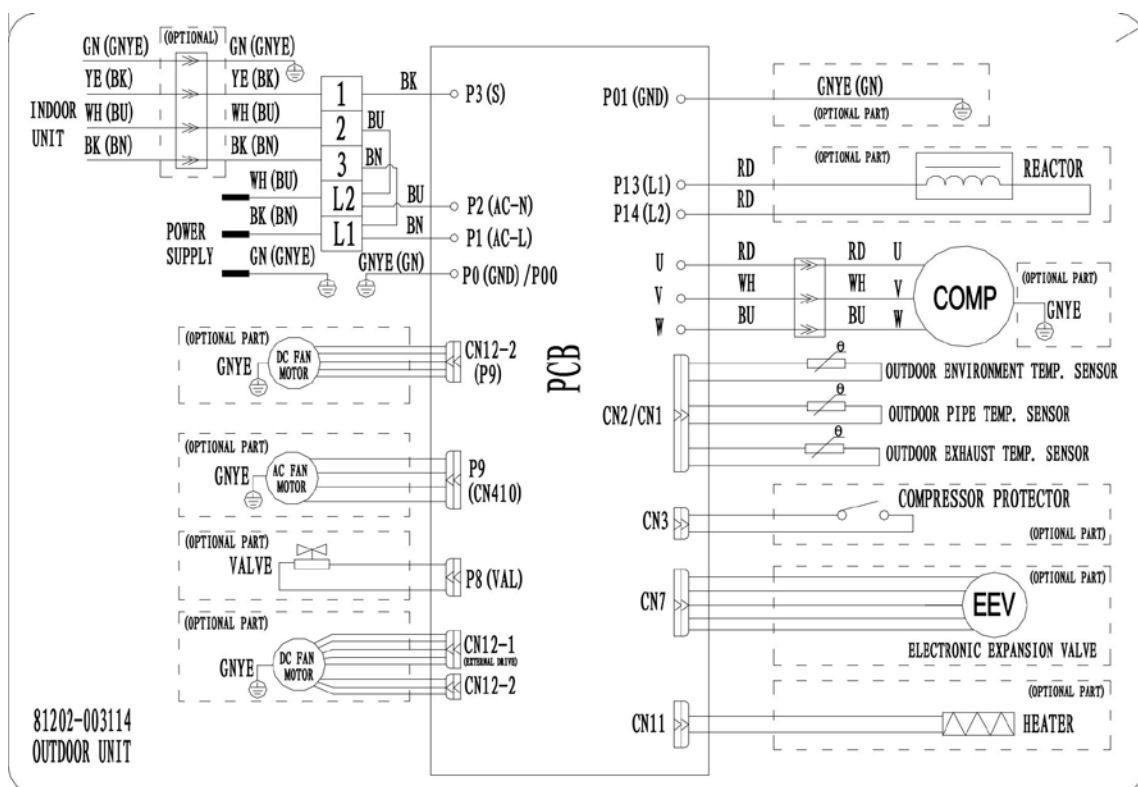 (OPTIONAL)
GN (GNYE) GN (GNYE)
YE (BK) YE (BK)
INDOOR UNIT
WH (BU) WH (BU)
BK (BN) BK (BN)
1
2
3
L2
L1
BK
BU
BN
BU
BN
P3 (S)
P2 (AC-N)
P1 (AC-L)
P0 (GND) /P00
GNYE (GN)
POWER
SUPPLY
WH (BU)
BK (BN)
GN (GNYE)
(OPTIONAL PART)
GNYE
DC FAN
MOTOR
CN12-2
(P9)
(OPTIONAL PART)
GNYE
AC FAN
MOTOR
P9
(CN410)
(OPTIONAL PART)
VALVE
P8 (VAL)
(OPTIONAL PART)
GNYE
DC FAN
MOTOR
CN12-1
(EXTERNAL DRIVE)
CN12-2
81202-003114
OUTDOOR UNIT
PCB
P01 (GND)
GNYE (GN)
(OPTIONAL PART)
(OPTIONAL PART)
REACTOR
P13 (L1)
RD
P14 (L2)
RD
U RD RD U
V WH WH V
W BU BU W
COMP
(OPTIONAL PART)
GNYE
CN2/CN1
θ
OUTDOOR ENVIRONMENT TEMP. SENSOR
θ
OUTDOOR PIPE TEMP. SENSOR
θ
OUTDOOR EXHAUST TEMP. SENSOR
CN3
COMPRESSOR PROTECTOR
(OPTIONAL PART)
CN7
(OPTIONAL PART)
EEV
ELECTRONIC EXPANSION VALVE
CN11
(OPTIONAL PART)
HEATER